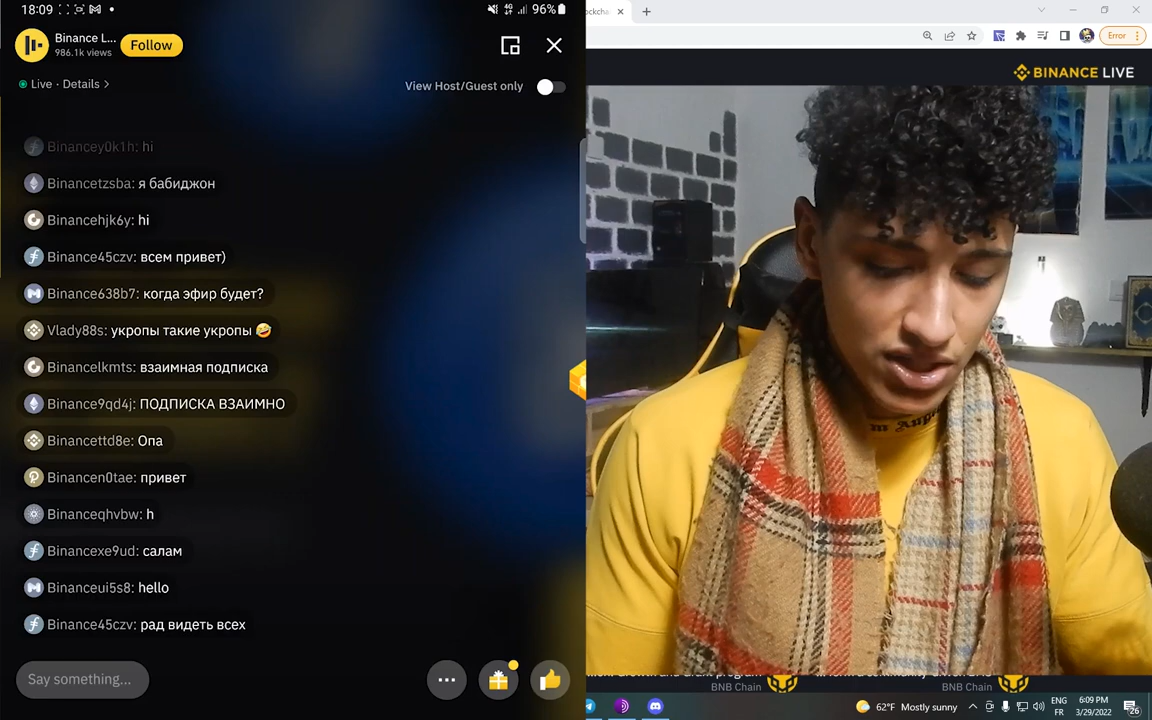 18:09
96%
Binance L...
986.1k views
Follow
Live · Details >
View Host/Guest only
Binancey0k1h: hi
Binancetzsba: я бабиджон
Binancehjk6y: hi
Binance45czv: всем привет)
Binance638b7: когда эфир будет?
Vlady88s: укропы такие укропы 🤣
Binancelkmts: взаимная подписка
Binance9qd4j: ПОДПИСКА ВЗАИМНО
Binancettd8e: Опа
Binancen0tae: привет
Binanceqhvbw: h
Binancexe9ud: салам
Binanceui5s8: hello
Binance45czv: рад видеть всех
Say something...
Error
BINANCE LIVE
BNB Chain
BNB Chain
62°F Mostly sunny
ENG
FR
6:09 PM
3/29/2022
26